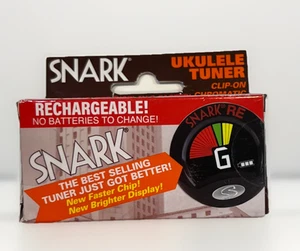 SNARK®
UKULELE
TUNER
CLIP-ON
CHROMATIC
RECHARGEABLE!
NO BATTERIES TO CHANGE!
SNARK RE
G
SNARK®
THE BEST SELLING
TUNER JUST GOT BETTER!
New Faster Chip!
New Brighter Display!
S